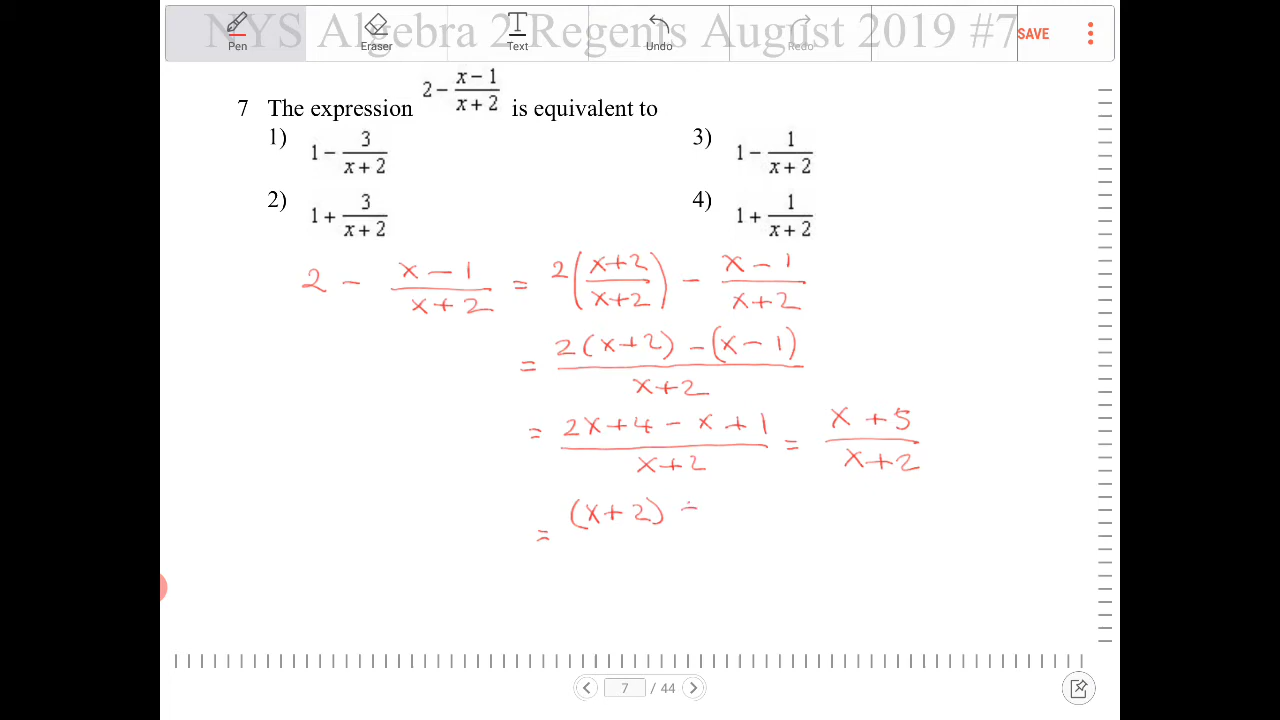 NYS Algebra 2 Regents August 2019 #7
Pen Eraser Text Undo Redo SAVE
7 The expression 2 − (x − 1)/(x + 2) is equivalent to
1) 1 − 3/(x + 2)
3) 1 − 1/(x + 2)
2) 1 + 3/(x + 2)
4) 1 + 1/(x + 2)
2 − (x − 1)/(x + 2) = 2((x + 2)/(x + 2)) − (x − 1)/(x + 2)
= (2(x + 2) − (x − 1))/(x + 2)
= (2x + 4 − x + 1)/(x + 2) = (x + 5)/(x + 2)
= (x + 2)
7 / 44